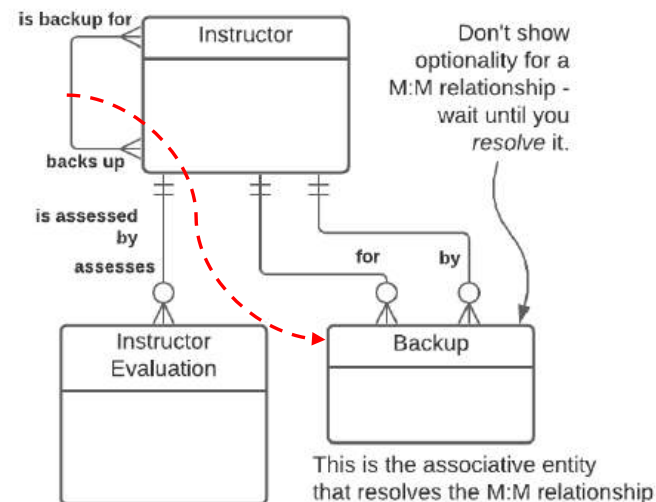 is backup for
Instructor
Don't show
optionality for a
M:M relationship -
wait until you
resolve it.
backs up
is assessed
by
assesses
for
by
Instructor
Evaluation
Backup
This is the associative entity
that resolves the M:M relationship